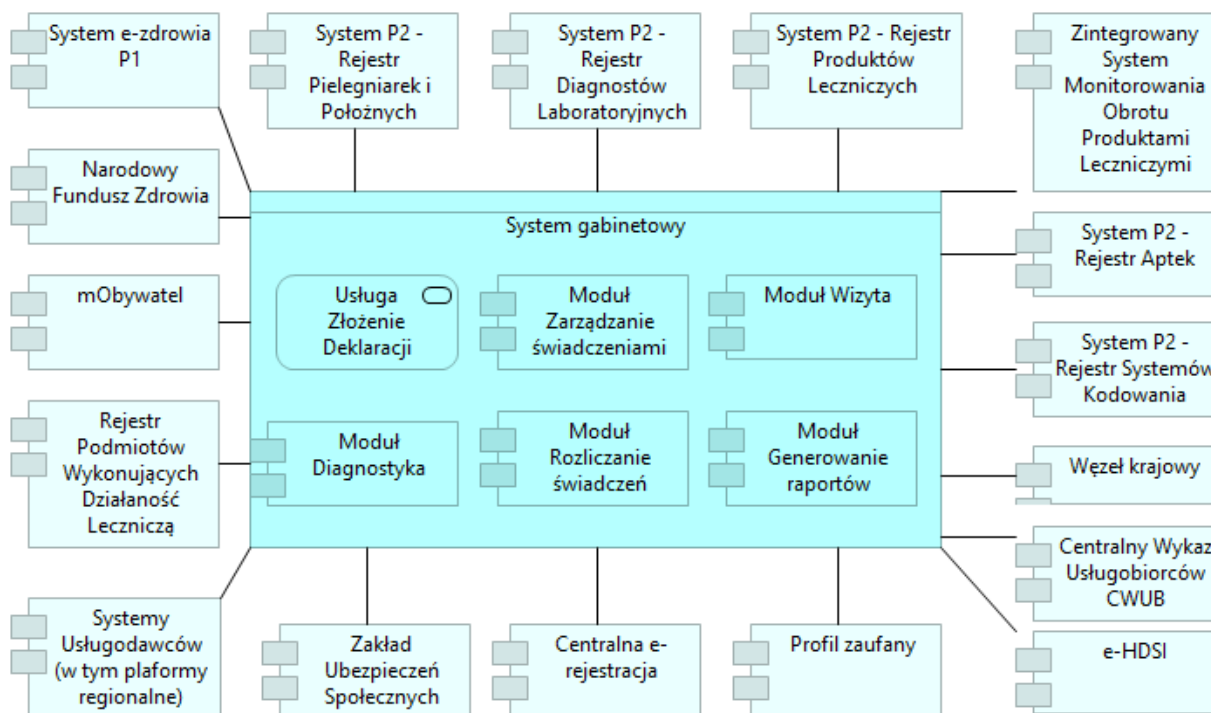 System e-zdrowia
P1
System P2 -
Rejestr
Pielegniarek i
Położnych
System P2 -
Rejestr
Diagnostów
Laboratoryjnych
System P2 - Rejestr
Produktów
Leczniczych
Zintegrowany
System
Monitorowania
Obrotu
Produktami
Leczniczymi
Narodowy
Fundusz Zdrowia
System P2 -
Rejestr Aptek
System gabinetowy
mObywatel
Usługa
Złożenie
Deklaracji
Moduł
Zarządzanie
świadczeniami
Moduł Wizyta
System P2 -
Rejestr Systemów
Kodowania
Rejestr
Podmiotów
Wykonujących
Działaność
Leczniczą
Moduł
Diagnostyka
Moduł
Rozliczanie
świadczeń
Moduł
Generowanie
raportów
Węzeł krajowy
Centralny Wykaz
Usługobiorców
CWUB
Systemy
Usługodawców
(w tym plaformy
regionalne)
Zakład
Ubezpieczeń
Społecznych
Centralna e-
rejestracja
Profil zaufany
e-HDSI